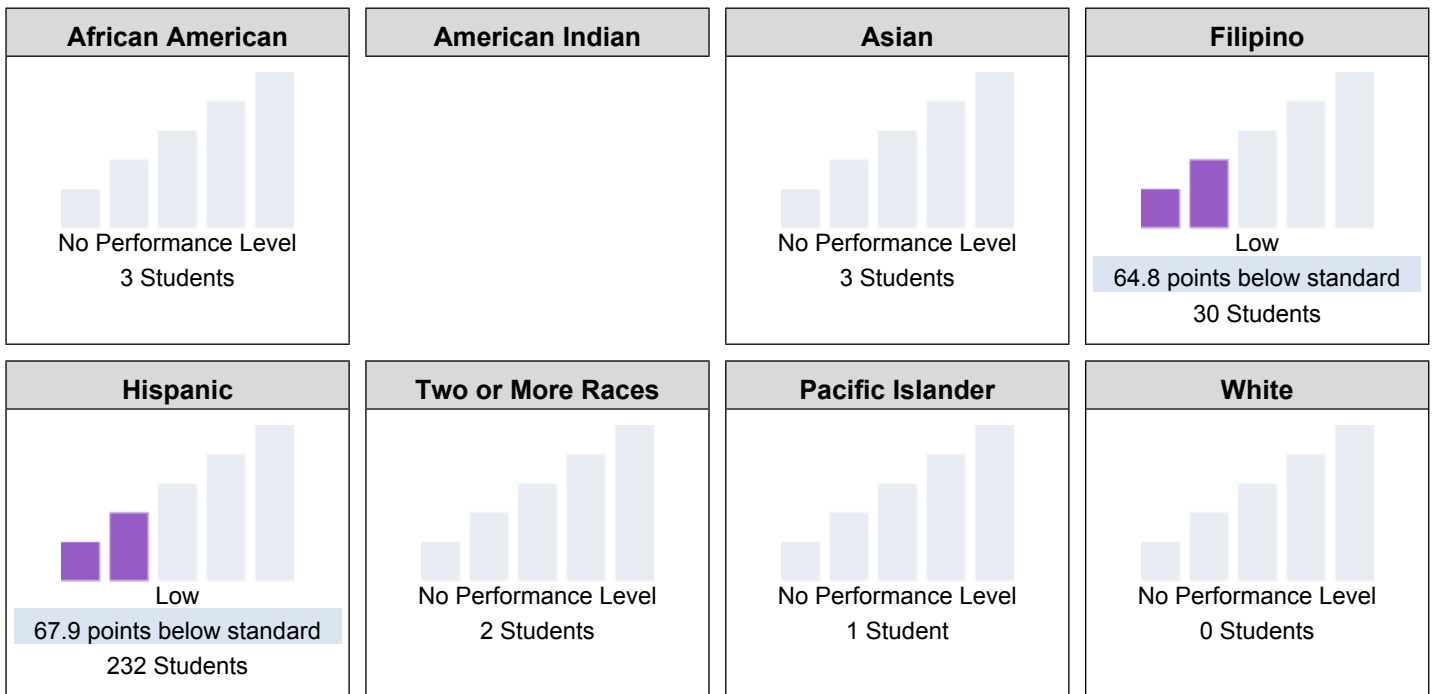 African American
No Performance Level
3 Students
American Indian
Asian
No Performance Level
3 Students
Filipino
Low
64.8 points below standard
30 Students
Hispanic
Low
67.9 points below standard
232 Students
Two or More Races
No Performance Level
2 Students
Pacific Islander
No Performance Level
1 Student
White
No Performance Level
0 Students